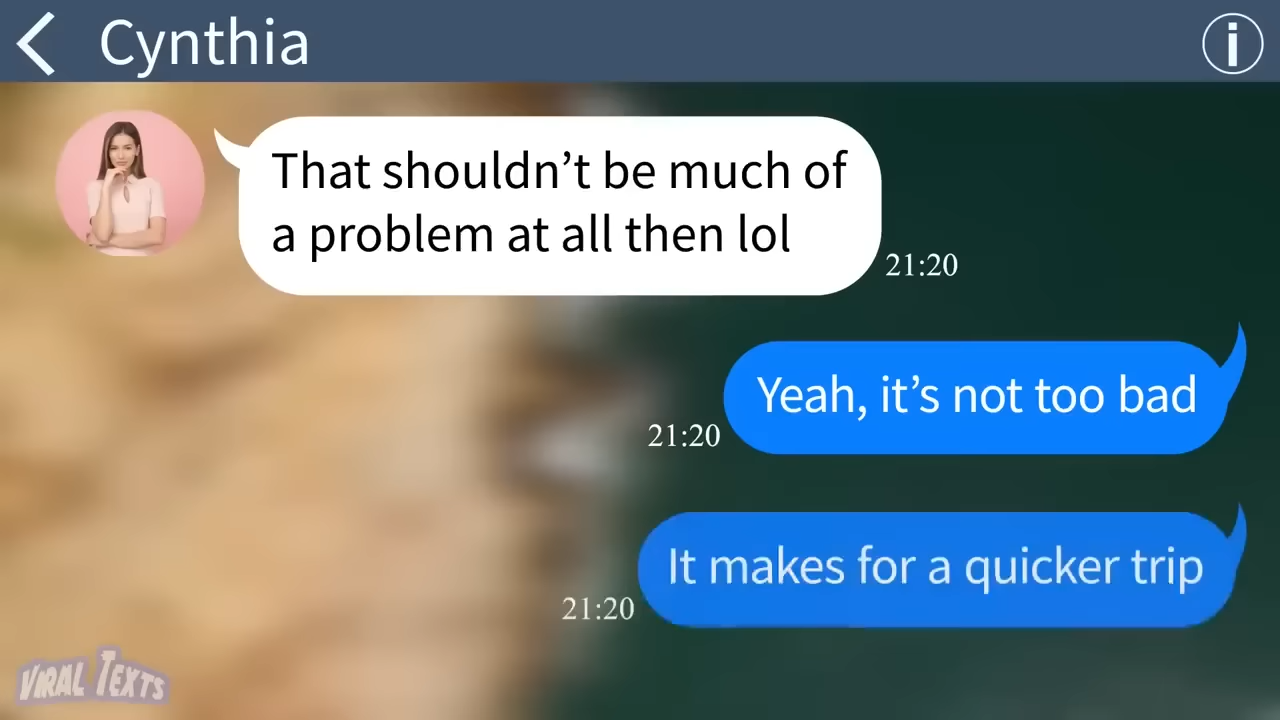 Cynthia
That shouldn’t be much of
a problem at all then lol
21:20
Yeah, it’s not too bad
21:20
It makes for a quicker trip
21:20
VIRAL TEXTS